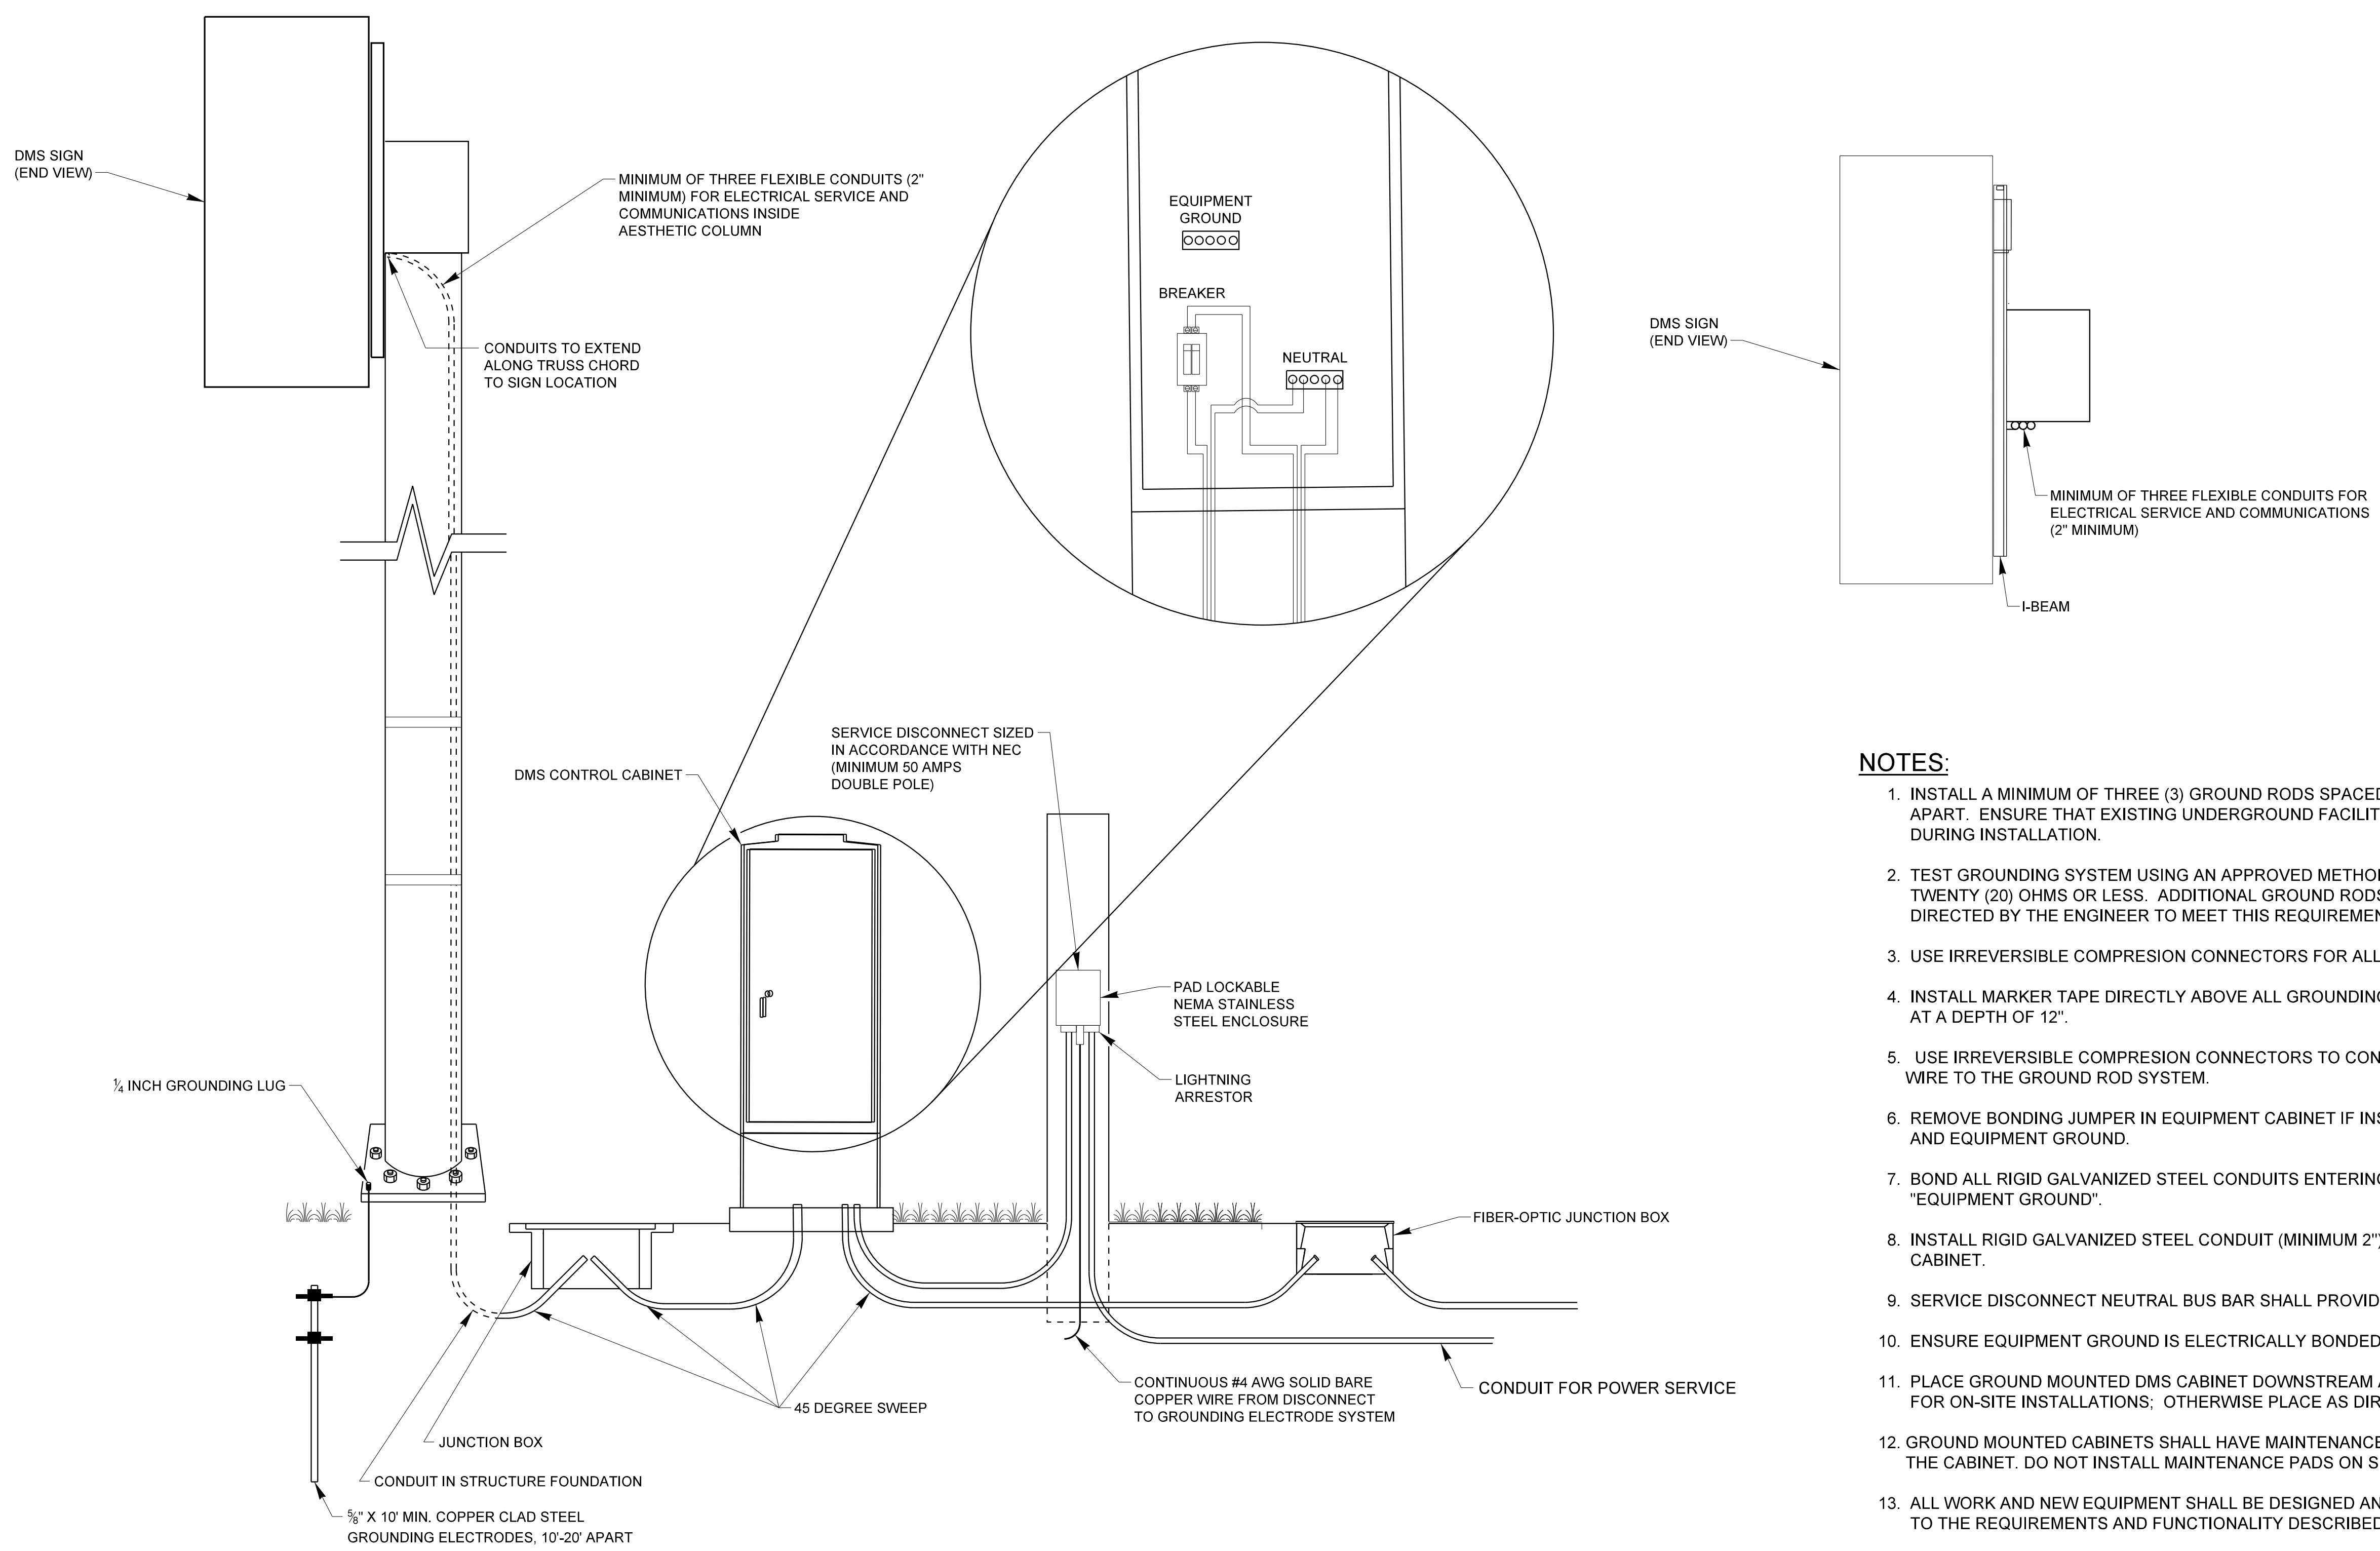 DMS SIGN
(END VIEW)
MINIMUM OF THREE FLEXIBLE CONDUITS (2"
MINIMUM) FOR ELECTRICAL SERVICE AND
COMMUNICATIONS INSIDE
AESTHETIC COLUMN
CONDUITS TO EXTEND
ALONG TRUSS CHORD
TO SIGN LOCATION
EQUIPMENT
GROUND
BREAKER
NEUTRAL
DMS SIGN
(END VIEW)
MINIMUM OF THREE FLEXIBLE CONDUITS FOR
ELECTRICAL SERVICE AND COMMUNICATIONS
(2" MINIMUM)
I-BEAM
SERVICE DISCONNECT SIZED
IN ACCORDANCE WITH NEC
(MINIMUM 50 AMPS
DOUBLE POLE)
DMS CONTROL CABINET
PAD LOCKABLE
NEMA STAINLESS
STEEL ENCLOSURE
LIGHTNING
ARRESTOR
¼ INCH GROUNDING LUG
FIBER-OPTIC JUNCTION BOX
CONTINUOUS #4 AWG SOLID BARE
COPPER WIRE FROM DISCONNECT
TO GROUNDING ELECTRODE SYSTEM
CONDUIT FOR POWER SERVICE
45 DEGREE SWEEP
JUNCTION BOX
CONDUIT IN STRUCTURE FOUNDATION
⅝" X 10' MIN. COPPER CLAD STEEL
GROUNDING ELECTRODES, 10'-20' APART
NOTES:
1. INSTALL A MINIMUM OF THREE (3) GROUND RODS SPACED
APART. ENSURE THAT EXISTING UNDERGROUND FACILIT
DURING INSTALLATION.
2. TEST GROUNDING SYSTEM USING AN APPROVED METHO
TWENTY (20) OHMS OR LESS. ADDITIONAL GROUND RODS
DIRECTED BY THE ENGINEER TO MEET THIS REQUIREMEN
3. USE IRREVERSIBLE COMPRESION CONNECTORS FOR ALL
4. INSTALL MARKER TAPE DIRECTLY ABOVE ALL GROUNDING
AT A DEPTH OF 12".
5. USE IRREVERSIBLE COMPRESION CONNECTORS TO CON
WIRE TO THE GROUND ROD SYSTEM.
6. REMOVE BONDING JUMPER IN EQUIPMENT CABINET IF INS
AND EQUIPMENT GROUND.
7. BOND ALL RIGID GALVANIZED STEEL CONDUITS ENTERING
"EQUIPMENT GROUND".
8. INSTALL RIGID GALVANIZED STEEL CONDUIT (MINIMUM 2")
CABINET.
9. SERVICE DISCONNECT NEUTRAL BUS BAR SHALL PROVID
10. ENSURE EQUIPMENT GROUND IS ELECTRICALLY BONDED
11. PLACE GROUND MOUNTED DMS CABINET DOWNSTREAM
FOR ON-SITE INSTALLATIONS; OTHERWISE PLACE AS DIR
12. GROUND MOUNTED CABINETS SHALL HAVE MAINTENANCE
THE CABINET. DO NOT INSTALL MAINTENANCE PADS ON S
13. ALL WORK AND NEW EQUIPMENT SHALL BE DESIGNED AN
TO THE REQUIREMENTS AND FUNCTIONALITY DESCRIBED